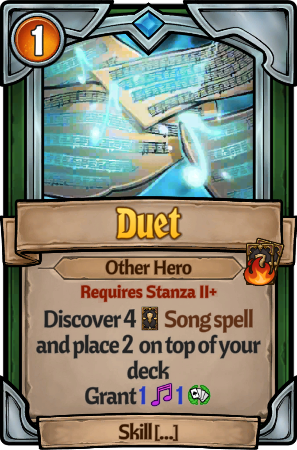 1
Duet
Other Hero
Requires Stanza II+
Discover 4 Song spell
and place 2 on top of your
deck
Grant 1 1
Skill [...]